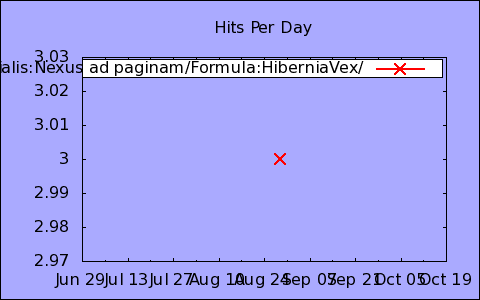 Hits Per Day
3.03
ialis:Nexus ad paginam/Formula:HiberniaVex/
3.02
3.01
3
2.99
2.98
2.97
Jun 29 Jul 13 Jul 27 Aug 10 Aug 24 Sep 07 Sep 21 Oct 05 Oct 19